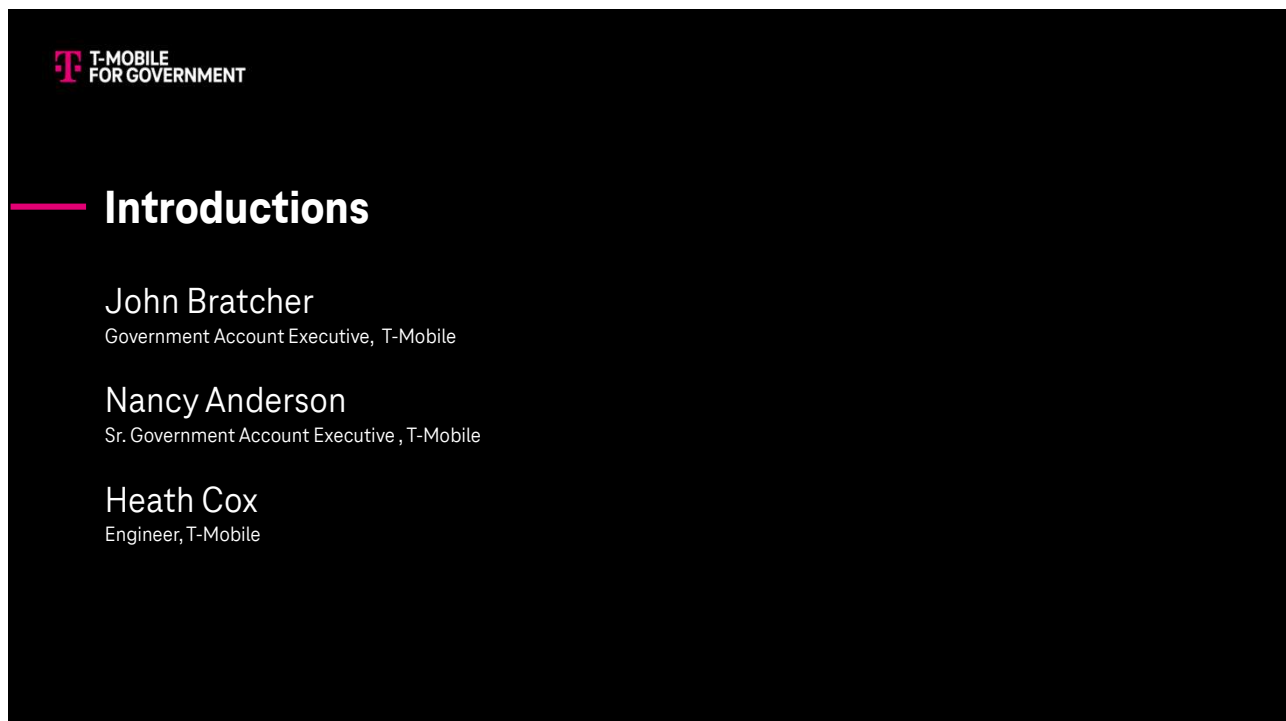 T-MOBILE
FOR GOVERNMENT
Introductions
John Bratcher
Government Account Executive, T-Mobile
Nancy Anderson
Sr. Government Account Executive , T-Mobile
Heath Cox
Engineer, T-Mobile